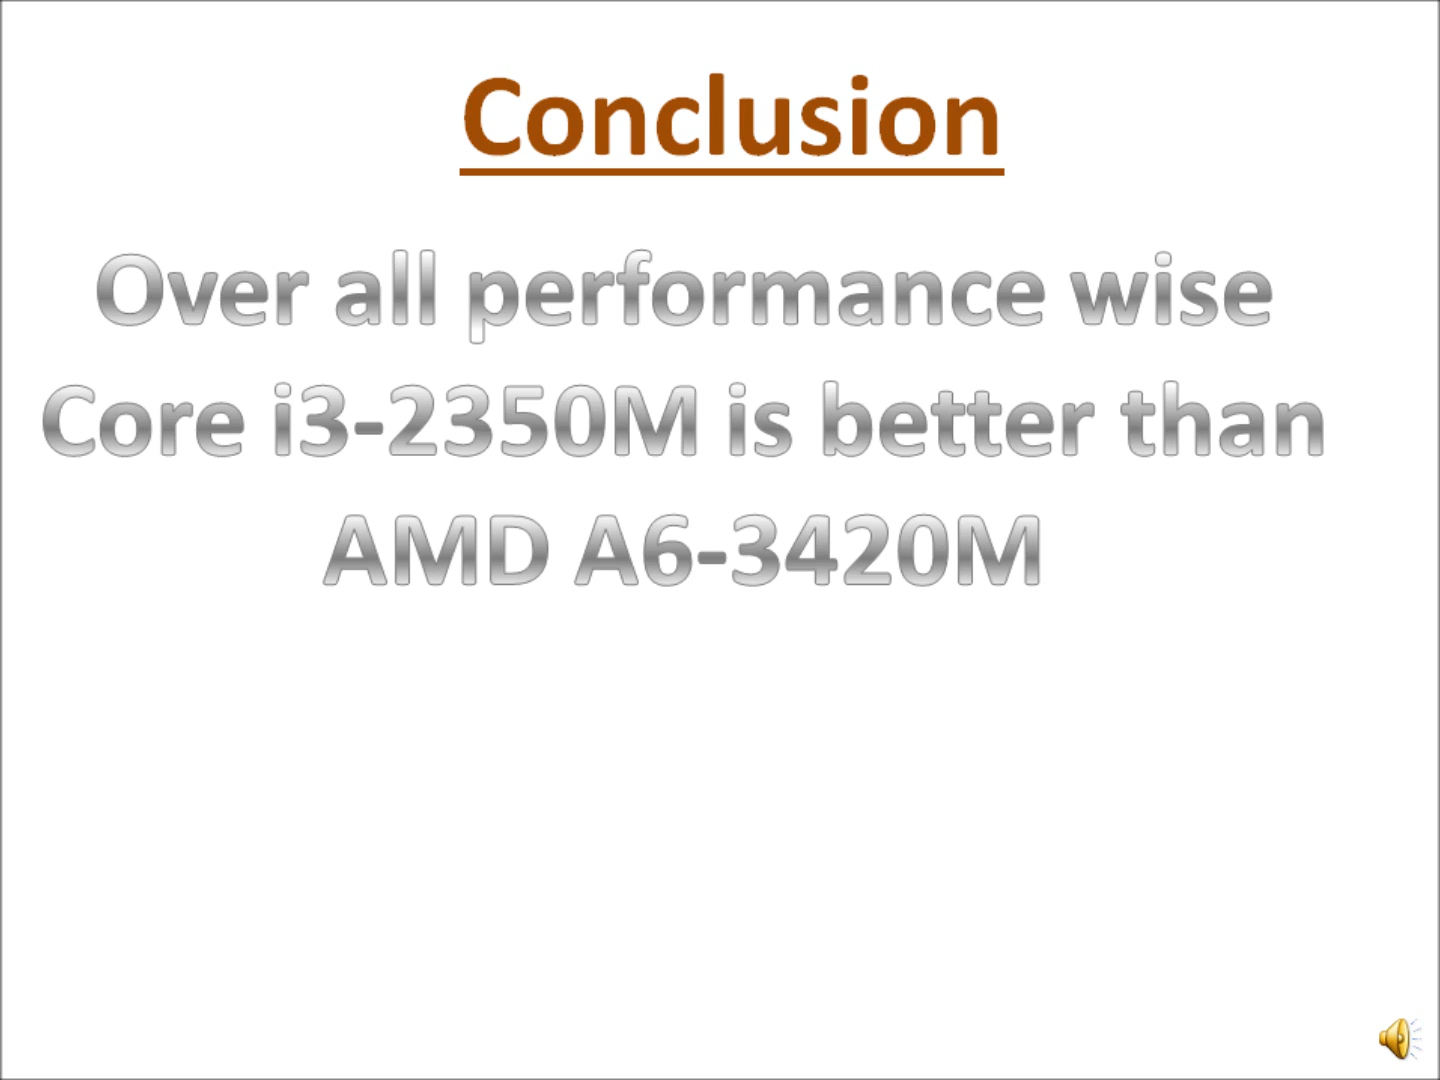 Conclusion
Over all performance wise
Core i3-2350M is better than
AMD A6-3420M